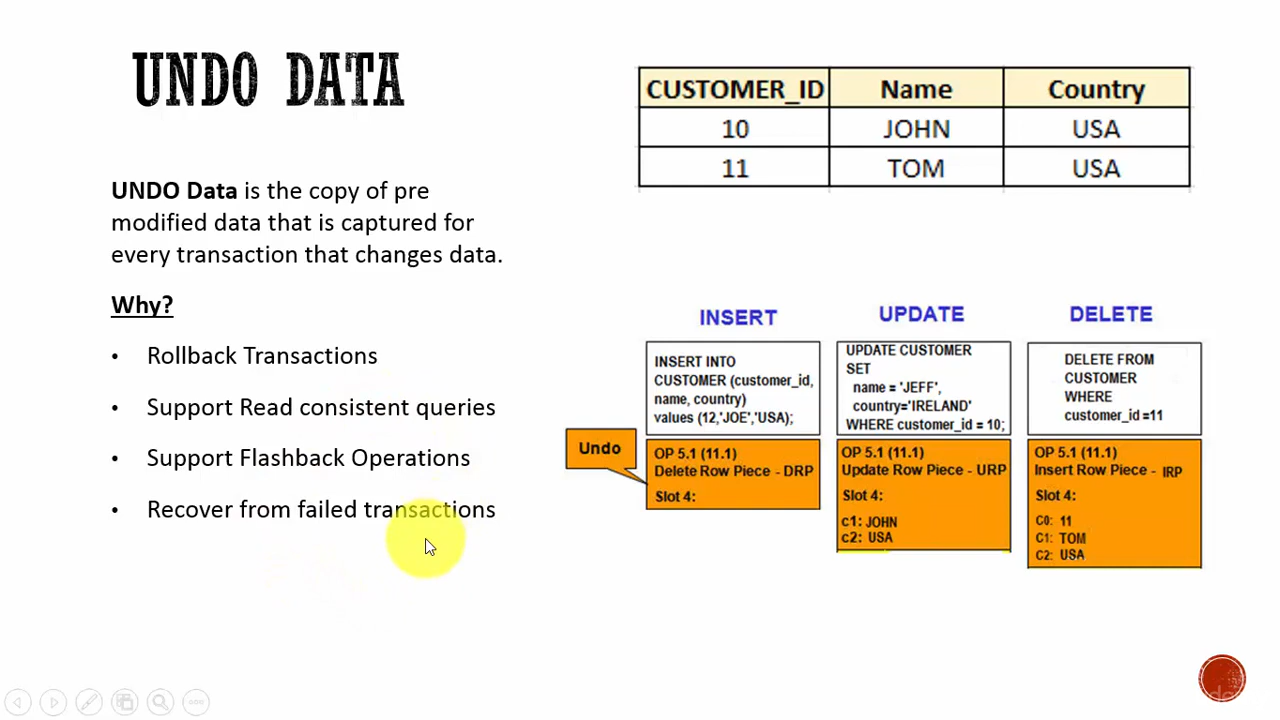 UNDO DATA
UNDO Data is the copy of pre
modified data that is captured for
every transaction that changes data.
Why?
• Rollback Transactions
• Support Read consistent queries
• Support Flashback Operations
• Recover from failed transactions
CUSTOMER_ID Name Country
10 JOHN USA
11 TOM USA
INSERT
INSERT INTO
CUSTOMER (customer_id,
name, country)
values (12,'JOE','USA);
Undo
OP 5.1 (11.1)
Delete Row Piece - DRP
Slot 4:
UPDATE
UPDATE CUSTOMER
SET
name = 'JEFF',
country='IRELAND'
WHERE customer_id = 10;
OP 5.1 (11.1)
Update Row Piece - URP
Slot 4:
c1: JOHN
c2: USA
DELETE
DELETE FROM
CUSTOMER
WHERE
customer_id =11
OP 5.1 (11.1)
Insert Row Piece - IRP
Slot 4:
C0: 11
C1: TOM
C2: USA